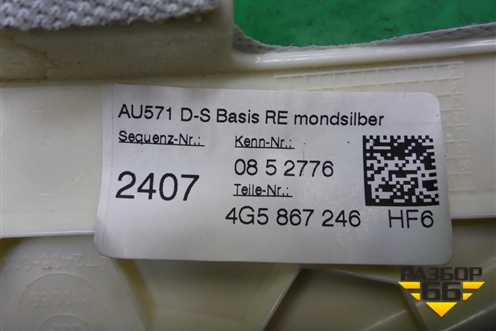 AU571 D-S Basis RE mondsilber
Sequenz-Nr.: Kenn-Nr.:
08 5 2776
2407
Teile-Nr.:
4G5 867 246 HF6
РАЗБОР
66